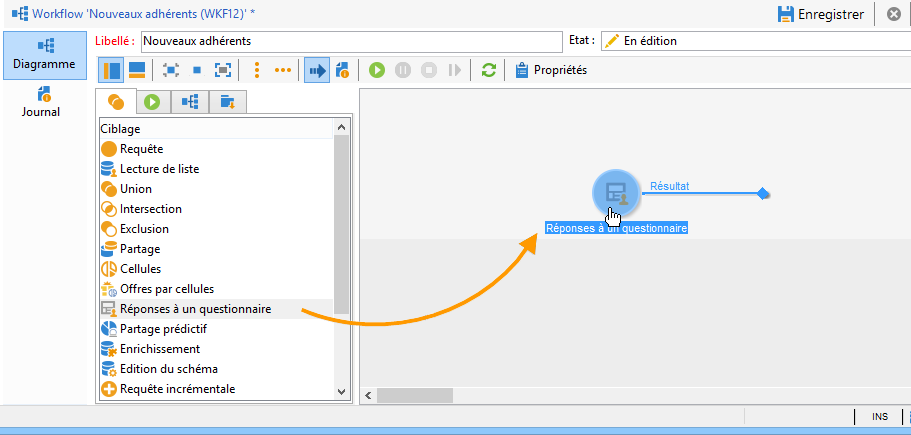 Workflow 'Nouveaux adhérents (WKF12)' *
Enregistrer
Diagramme
Journal
Libellé : Nouveaux adhérents
Etat : En édition
Propriétés
Ciblage
Requête
Lecture de liste
Union
Intersection
Exclusion
Partage
Cellules
Offres par cellules
Réponses à un questionnaire
Partage prédictif
Enrichissement
Edition du schéma
Requête incrémentale
Résultat
Réponses à un questionnaire
INS